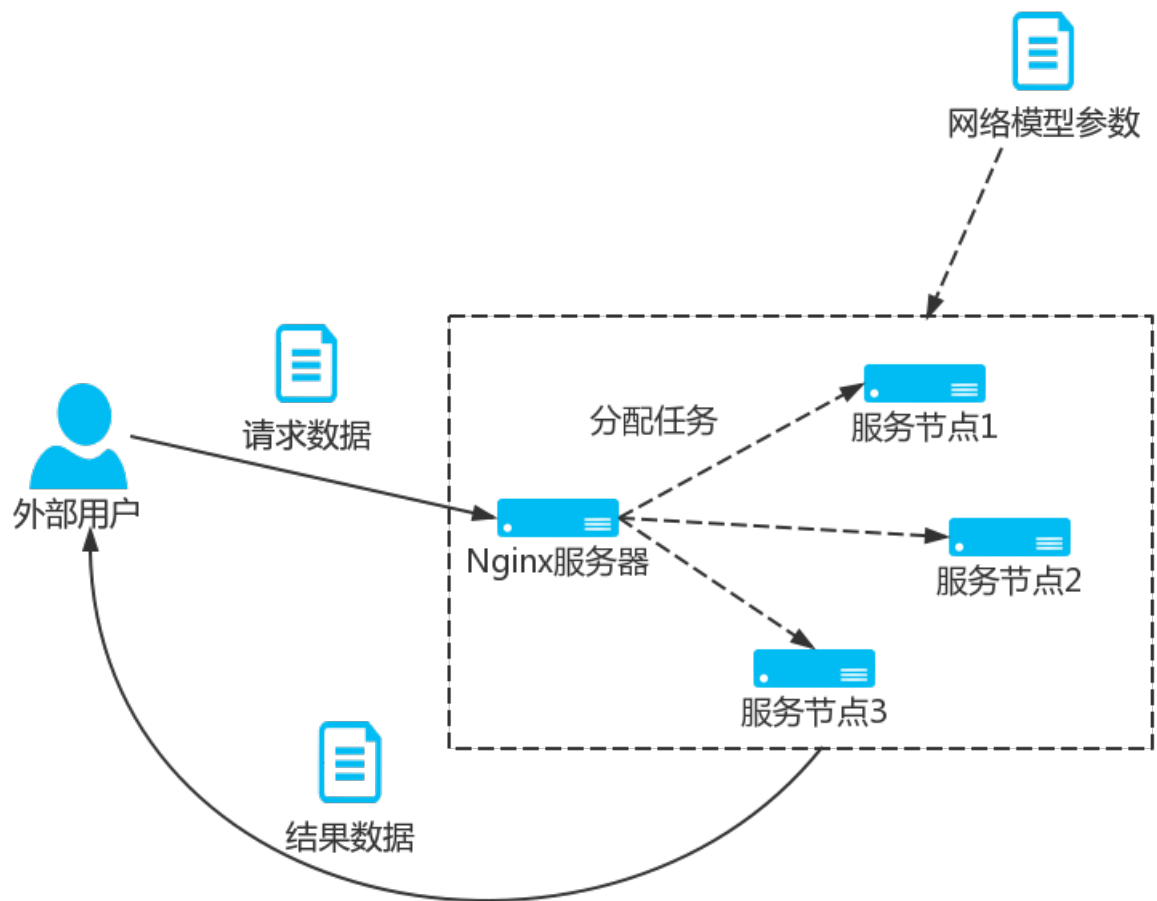 网络模型参数
请求数据
分配任务
服务节点1
外部用户
Nginx服务器
服务节点2
服务节点3
结果数据